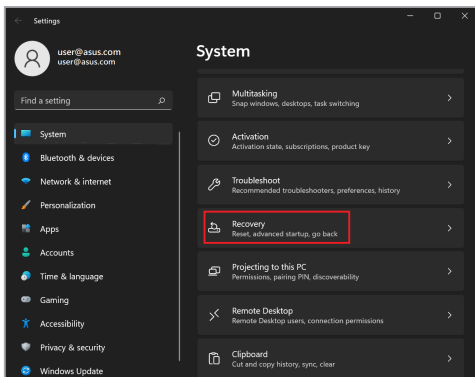 Settings
user@asus.com
user@asus.com
Find a setting
System
Bluetooth & devices
Network & internet
Personalization
Apps
Accounts
Time & language
Gaming
Accessibility
Privacy & security
Windows Update
System
Multitasking
Snap windows, desktops, task switching
Activation
Activation state, subscriptions, product key
Troubleshoot
Recommended troubleshooters, preferences, history
Recovery
Reset, advanced startup, go back
Projecting to this PC
Permissions, pairing PIN, discoverability
Remote Desktop
Remote Desktop users, connection permissions
Clipboard
Cut and copy history, sync, clear